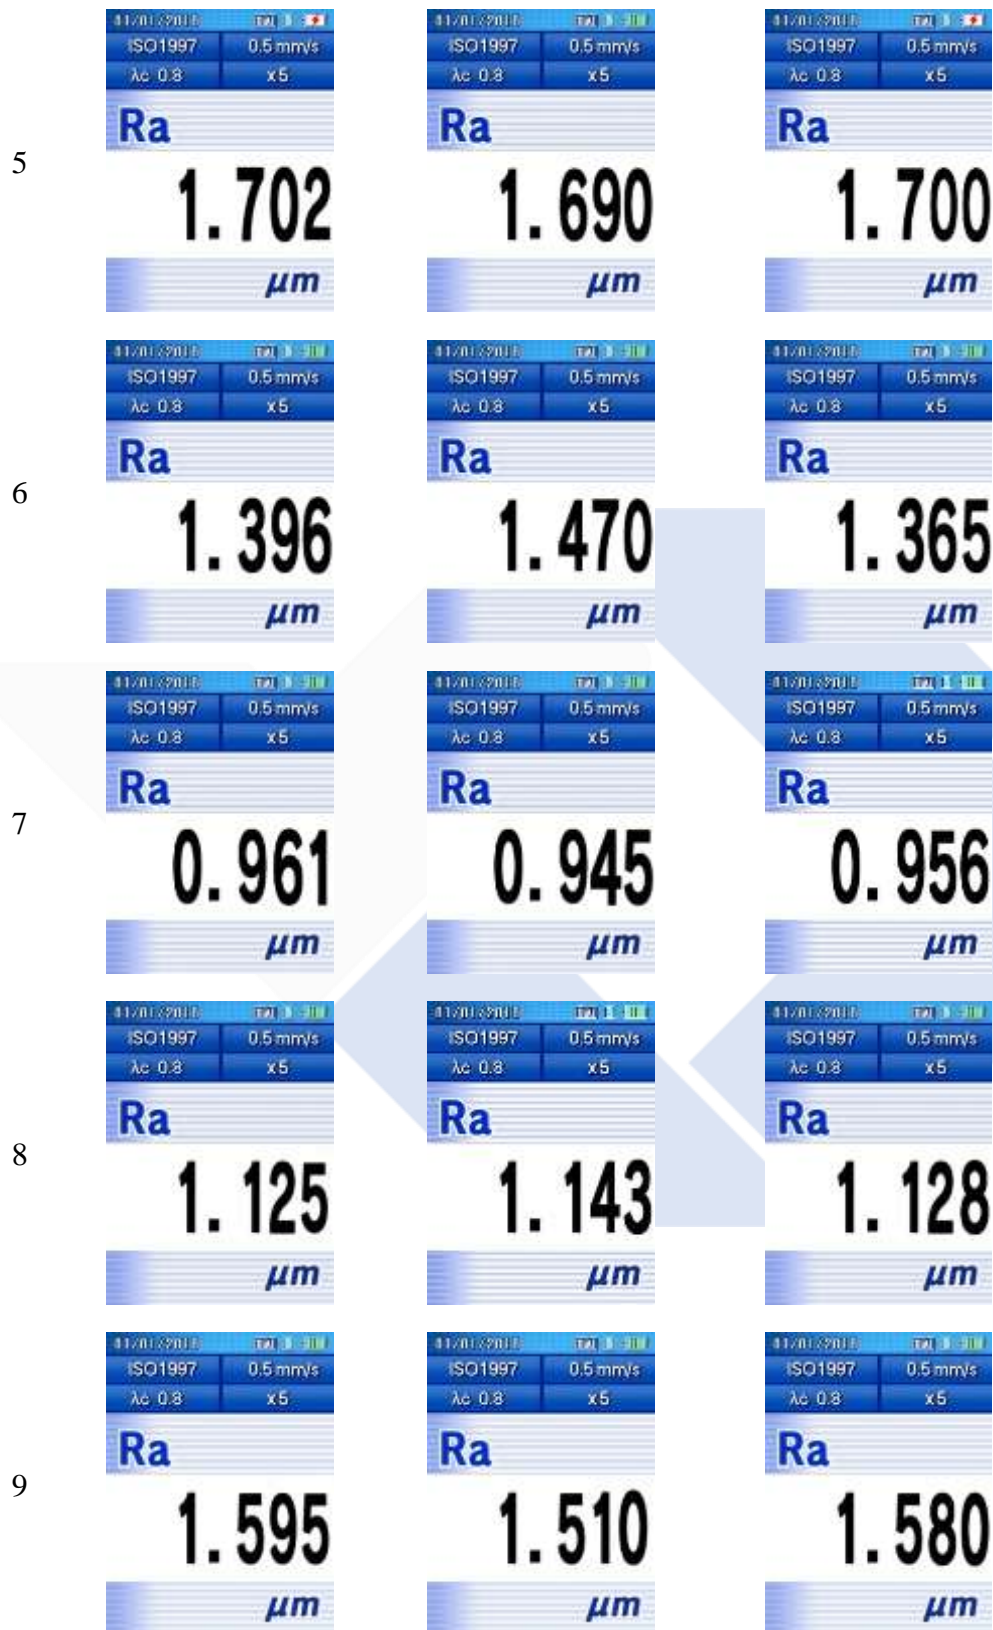 ISO1997 0.5 mm/s ISO1997 0.5 mm/s ISO1997 0.5 mm/s
λc 0.8 x5 λc 0.8 x5 λc 0.8 x5
Ra Ra Ra
5
1.702 1.690 1.700
μm μm μm
ISO1997 0.5 mm/s ISO1997 0.5 mm/s ISO1997 0.5 mm/s
λc 0.8 x5 λc 0.8 x5 λc 0.8 x5
Ra Ra Ra
6
1.396 1.470 1.365
μm μm μm
ISO1997 0.5 mm/s ISO1997 0.5 mm/s ISO1997 0.5 mm/s
λc 0.8 x5 λc 0.8 x5 λc 0.8 x5
Ra Ra Ra
7
0.961 0.945 0.956
μm μm μm
ISO1997 0.5 mm/s ISO1997 0.5 mm/s ISO1997 0.5 mm/s
λc 0.8 x5 λc 0.8 x5 λc 0.8 x5
Ra Ra Ra
8
1.125 1.143 1.128
μm μm μm
ISO1997 0.5 mm/s ISO1997 0.5 mm/s ISO1997 0.5 mm/s
λc 0.8 x5 λc 0.8 x5 λc 0.8 x5
Ra Ra Ra
9
1.595 1.510 1.580
μm μm μm